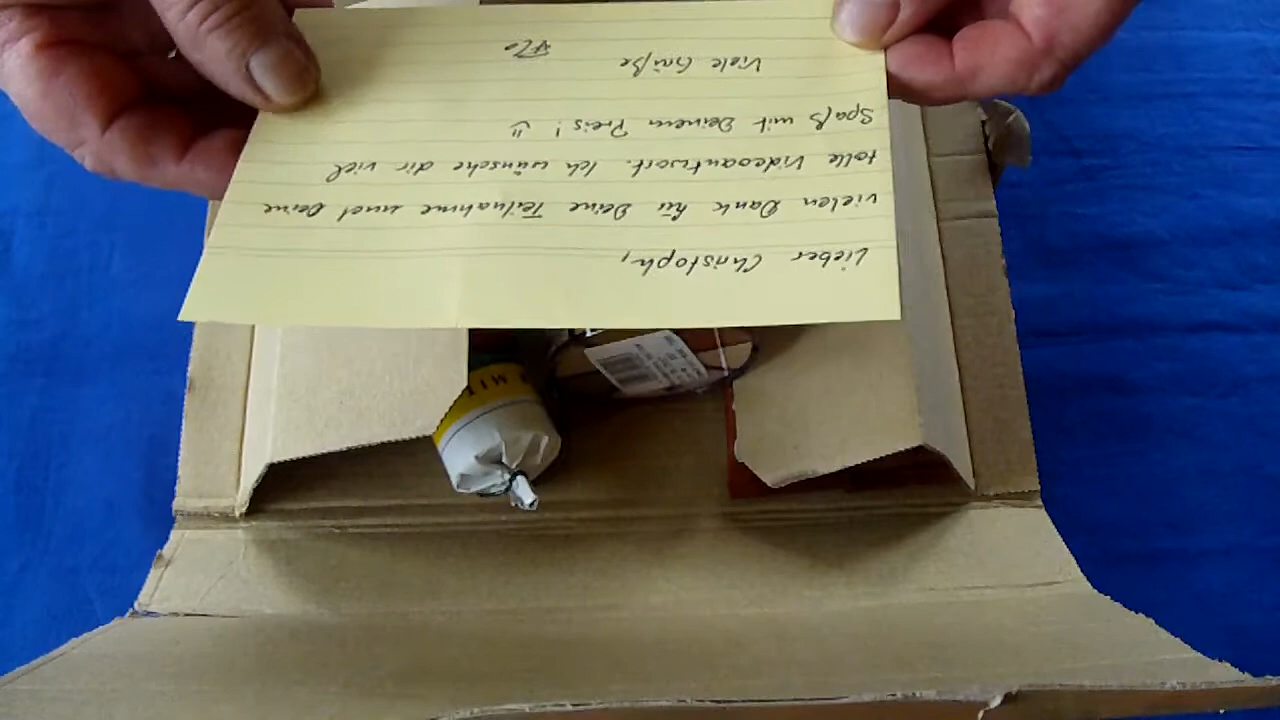 Lieber Christoph,
vielen Dank für Deine Teilnahme und Deine
tolle Videoantwort. Ich wünsche dir viel
Spaß mit Deinem Preis! :)
Viele Grüße
Flo